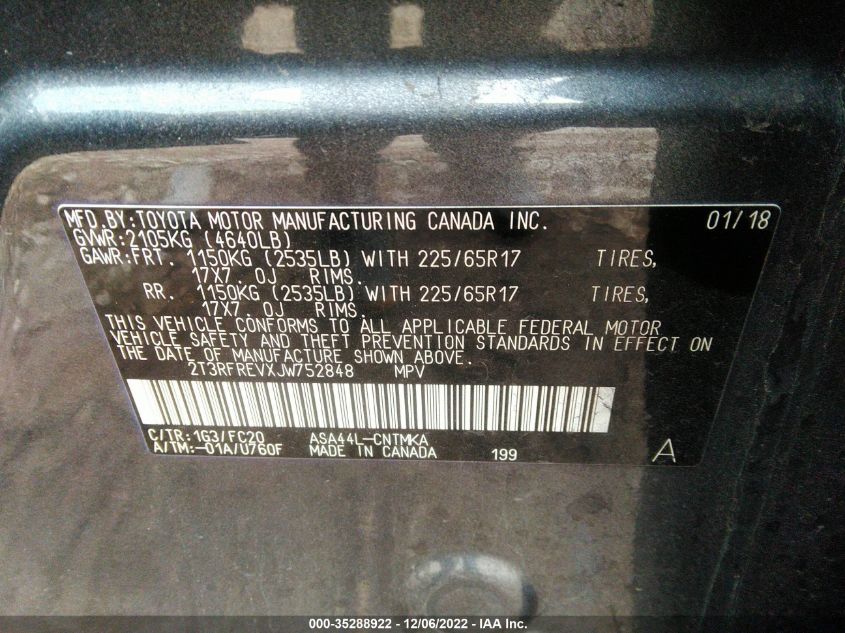 MFD.BY:TOYOTA MOTOR MANUFACTURING CANADA INC. 01/18
GVWR:2105KG (4640LB)
GAWR:FRT. 1150KG (2535LB) WITH 225/65R17 TIRES,
17X7.0J RIMS.
RR. 1150KG (2535LB) WITH 225/65R17 TIRES,
17X7.0J RIMS.
THIS VEHICLE CONFORMS TO ALL APPLICABLE FEDERAL MOTOR
VEHICLE SAFETY AND THEFT PREVENTION STANDARDS IN EFFECT ON
THE DATE OF MANUFACTURE SHOWN ABOVE.
2T3RFREVXJW752848 MPV
C/TR:1G3/FC20 ASA44L-CNTMKA
A/TM:-01A/U760F MADE IN CANADA 199 A
000-35288922 - 12/06/2022 - IAA Inc.